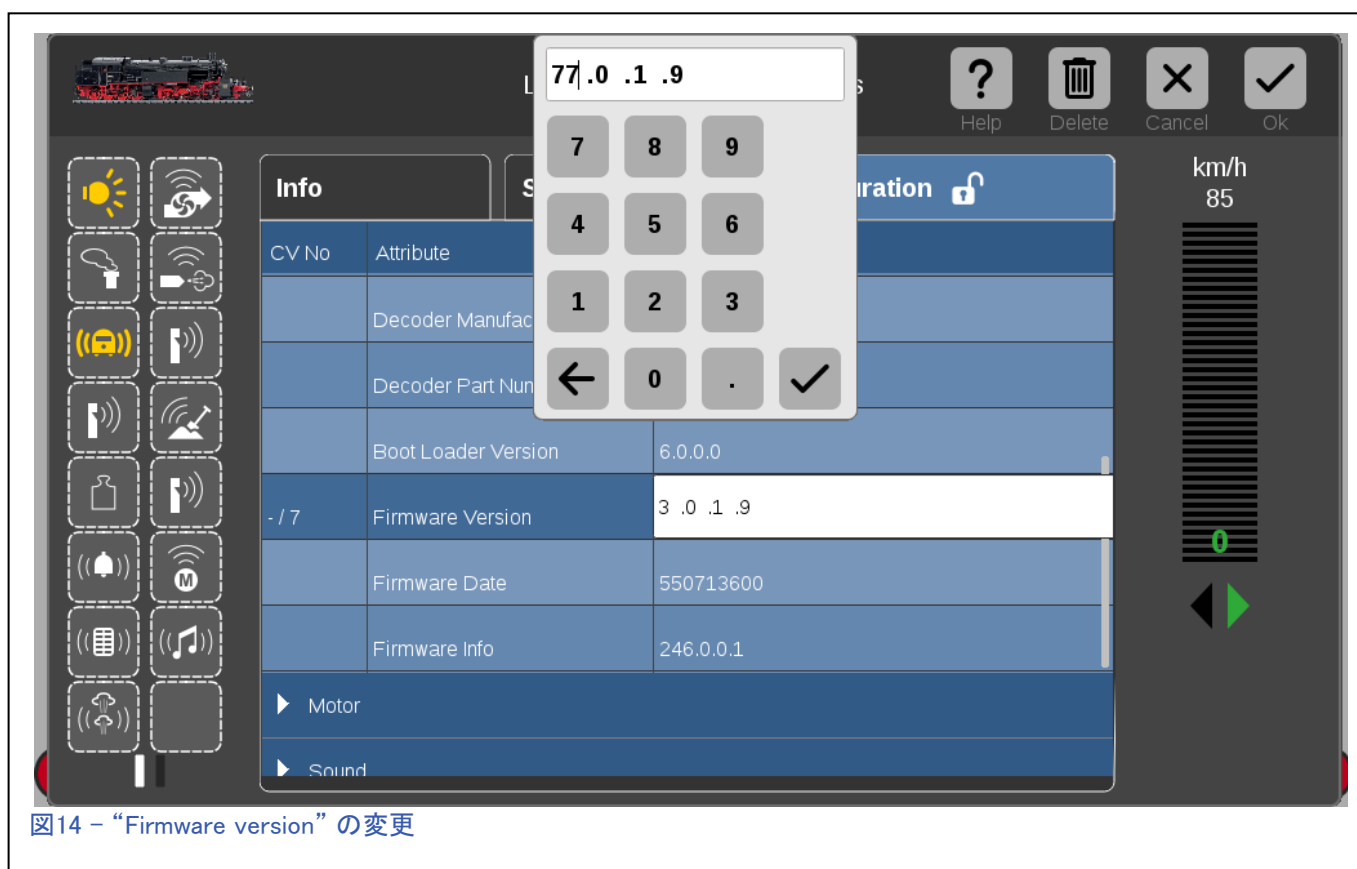 77.0 .1 .9
Help Delete Cancel Ok
7 8 9
4 5 6
1 2 3
0 .
Info
uration
CV No Attribute
Decoder Manufac
Decoder Part Nun
Boot Loader Version 6.0.0.0
- / 7 Firmware Version 3 .0 .1 .9
Firmware Date 550713600
Firmware Info 246.0.0.1
Motor
Sound
M
km/h
85
0
図14 - “Firmware version” の変更